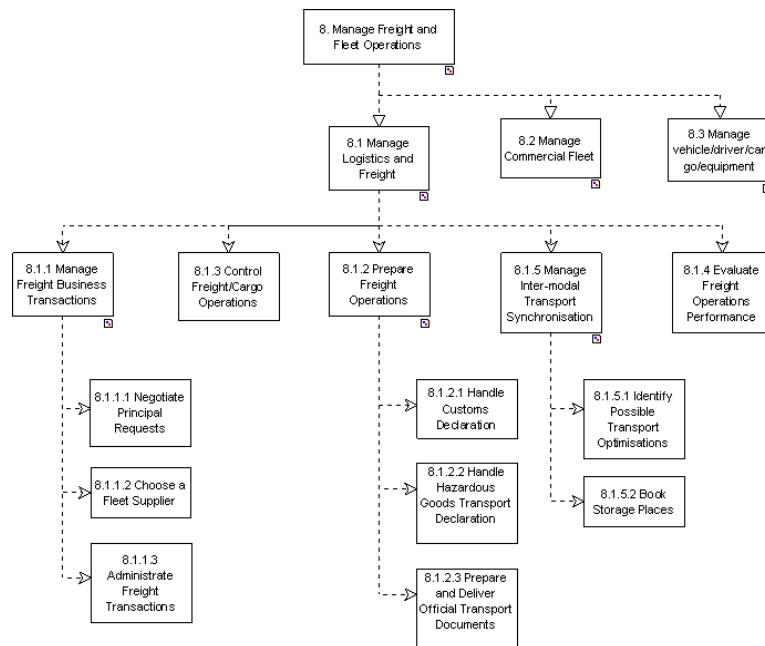 8. Manage Freight and
Fleet Operations
8.1 Manage
Logistics and
Freight
8.2 Manage
Commercial Fleet
8.3 Manage
vehicle/driver/car
go/equipment
8.1.1 Manage
Freight Business
Transactions
8.1.3 Control
Freight/Cargo
Operations
8.1.2 Prepare
Freight
Operations
8.1.5 Manage
Inter-modal
Transport
Synchronisation
8.1.4 Evaluate
Freight
Operations
Performance
8.1.1.1 Negotiate
Principal
Requests
8.1.1.2 Choose a
Fleet Supplier
8.1.1.3
Administrate
Freight
Transactions
8.1.2.1 Handle
Customs
Declaration
8.1.2.2 Handle
Hazardous
Goods Transport
Declaration
8.1.2.3 Prepare
and Deliver
Official Transport
Documents
8.1.5.1 Identify
Possible
Transport
Optimisations
8.1.5.2 Book
Storage Places